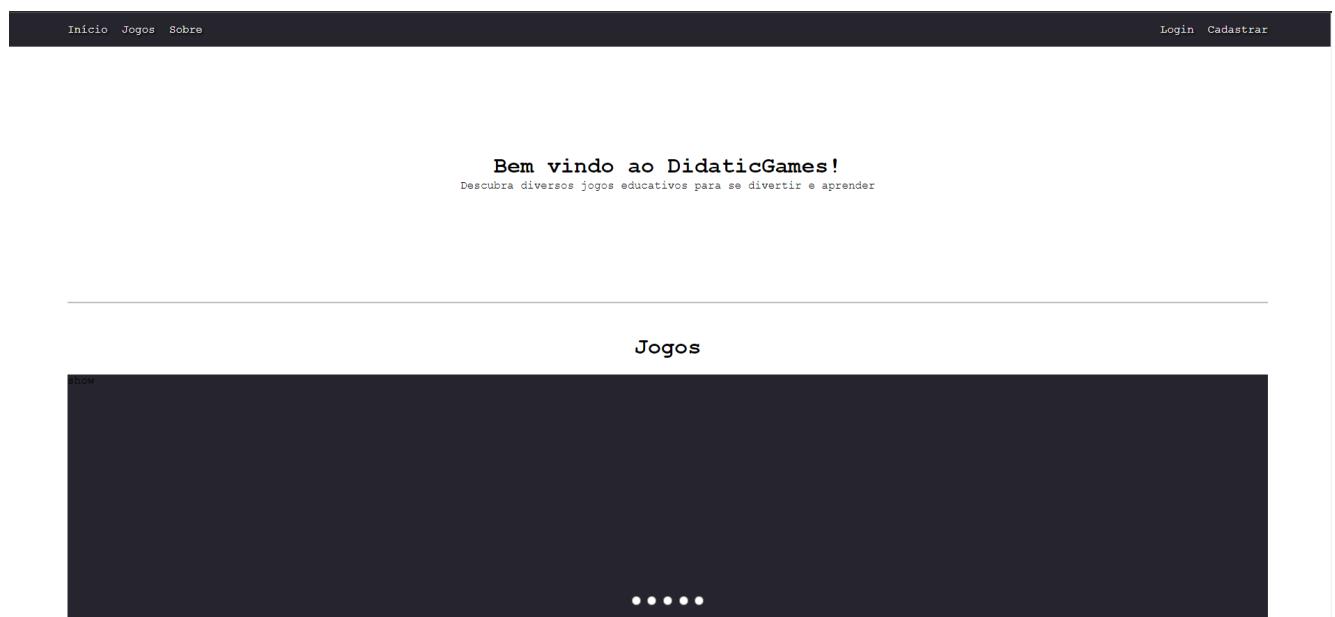 Início Jogos Sobre Login Cadastrar
Bem vindo ao DidaticGames!
Descubra diversos jogos educativos para se divertir e aprender
Jogos
show